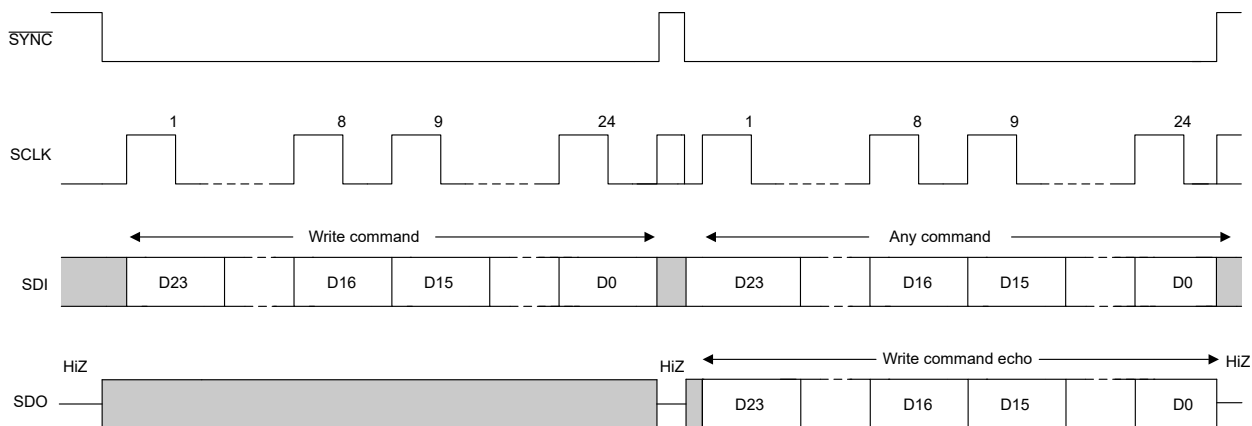 SYNC
1 8 9 24 1 8 9 24
SCLK
Write command Any command
SDI D23 D16 D15 D0 D23 D16 D15 D0
HiZ HiZ Write command echo HiZ
SDO D23 D16 D15 D0